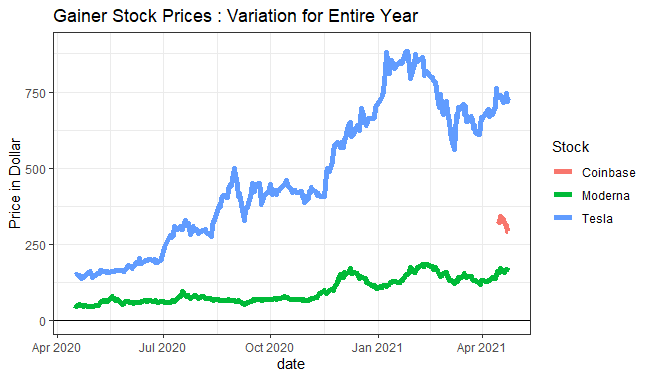 Gainer Stock Prices : Variation for Entire Year
Price in Dollar
750
500
250
0
Apr 2020 Jul 2020 Oct 2020 Jan 2021 Apr 2021
date
Stock
Coinbase
Moderna
Tesla